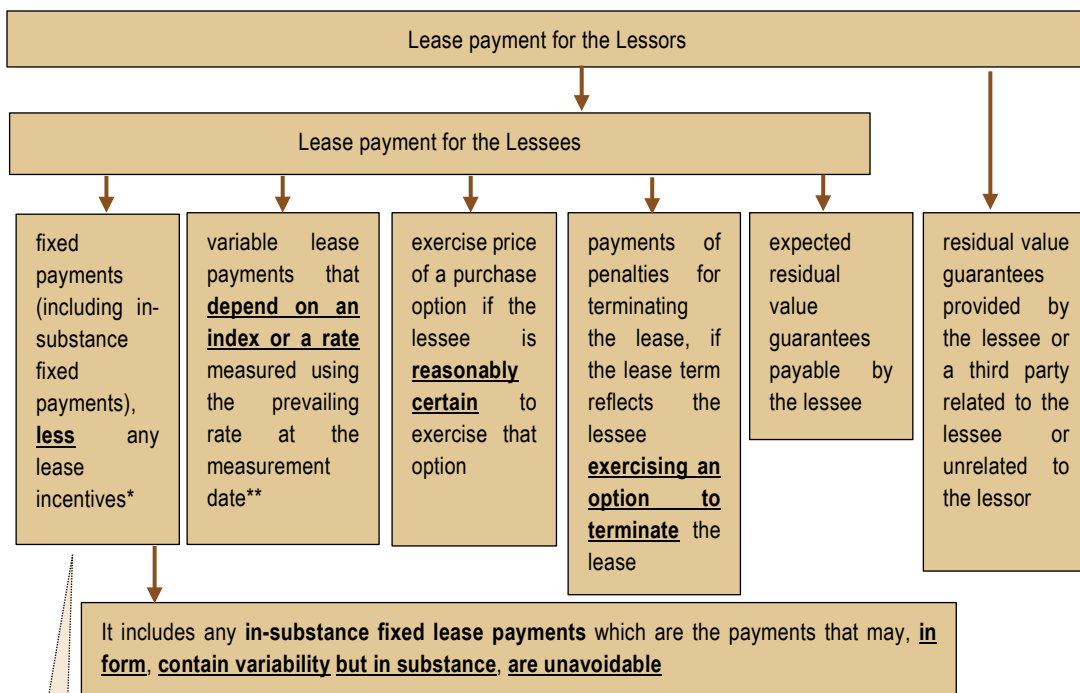 Lease payment for the Lessors
Lease payment for the Lessees
fixed
payments
(including in-
substance
fixed
payments),
less any
lease
incentives*
variable lease
payments that
depend on an
index or a rate
measured using
the prevailing
rate at the
measurement
date**
exercise price
of a purchase
option if the
lessee is
reasonably
certain to
exercise that
option
payments of
penalties for
terminating
the lease, if
the lease term
reflects the
lessee
exercising an
option to
terminate the
lease
expected
residual
value
guarantees
payable by
the lessee
residual value
guarantees
provided by
the lessee or
a third party
related to the
lessee or
unrelated to
the lessor
It includes any in-substance fixed lease payments which are the payments that may, in
form, contain variability but in substance, are unavoidable